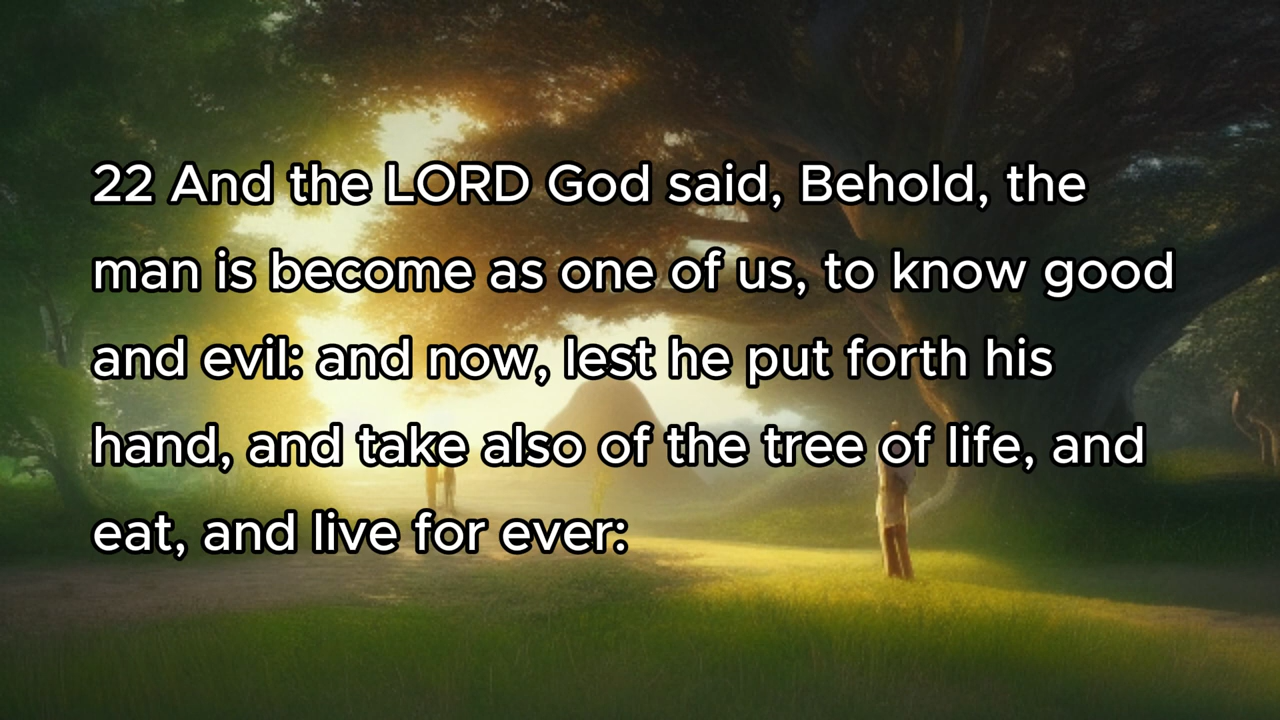 22 And the LORD God said, Behold, the
man is become as one of us, to know good
and evil: and now, lest he put forth his
hand, and take also of the tree of life, and
eat, and live for ever: